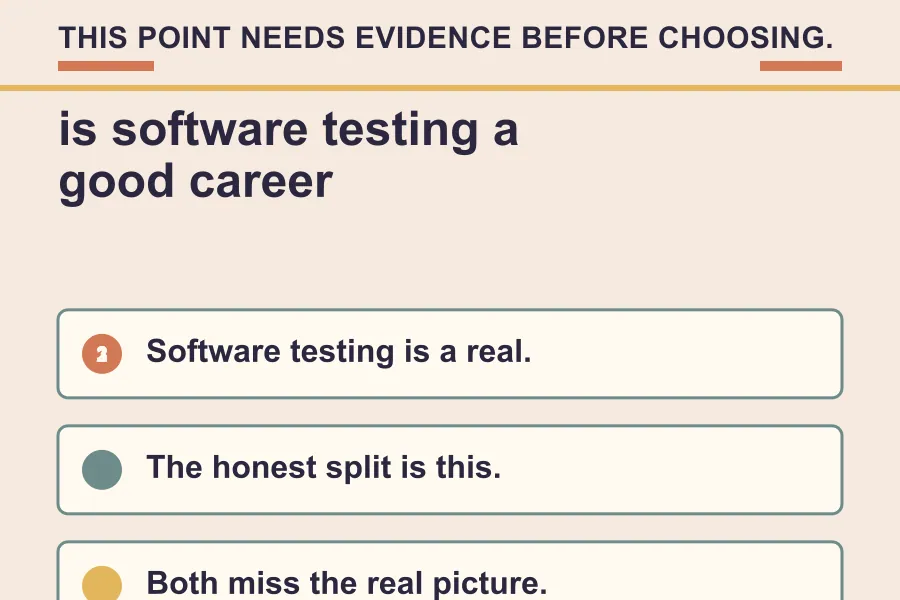 THIS POINT NEEDS EVIDENCE BEFORE CHOOSING.
is software testing a
good career
Software testing is a real.
The honest split is this.
Both miss the real picture.